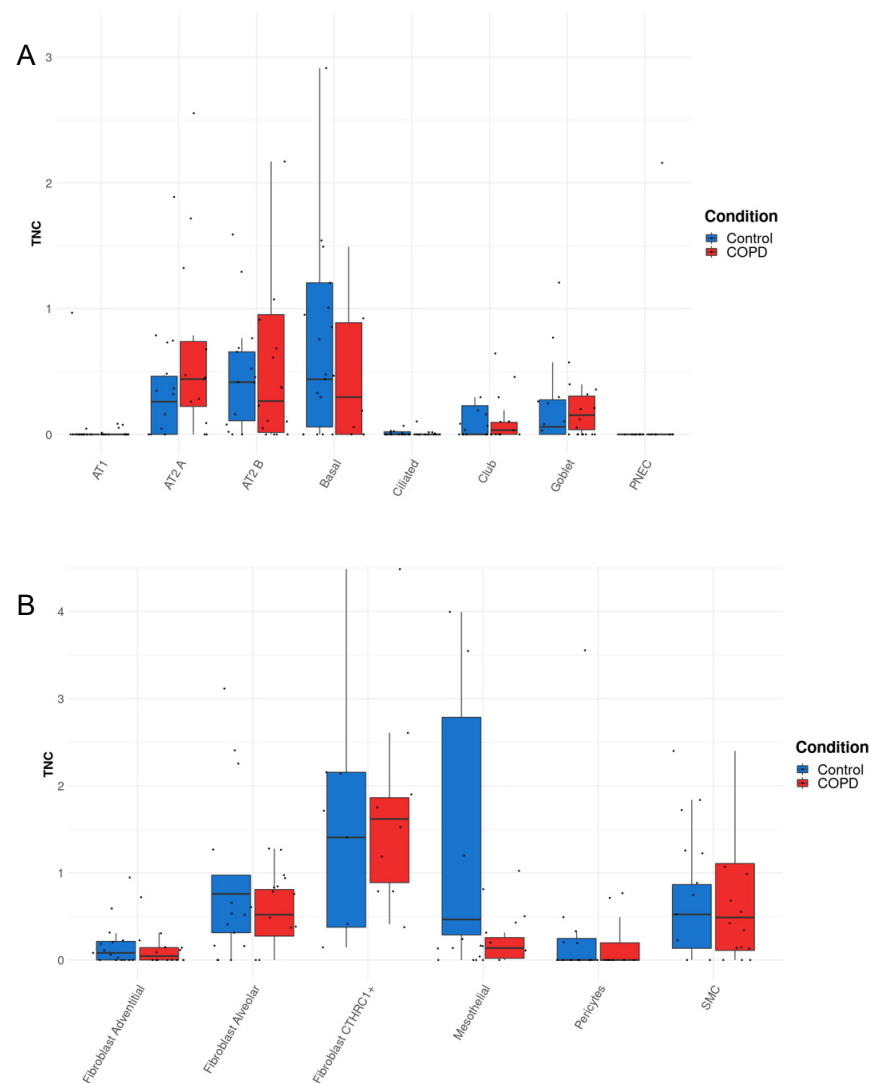 A
3
2
1
0
TNC
AT1
AT2 A
AT2 B
Basal
Ciliated
Club
Goblet
PNEC
Condition
Control
COPD
B
4
3
2
1
0
TNC
Fibroblast Adventitial
Fibroblast Alveolar
Fibroblast CTHRC1+
Mesothelial
Pericytes
SMC
Condition
Control
COPD